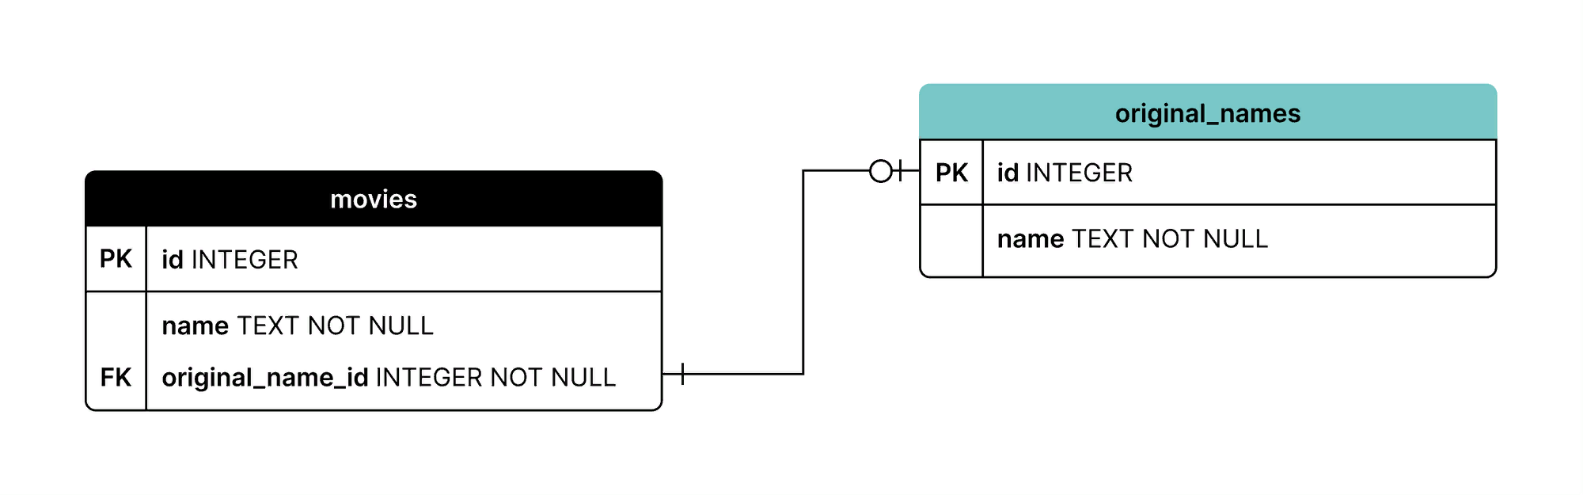 movies
PK id INTEGER
name TEXT NOT NULL
FK original_name_id INTEGER NOT NULL
original_names
PK id INTEGER
name TEXT NOT NULL